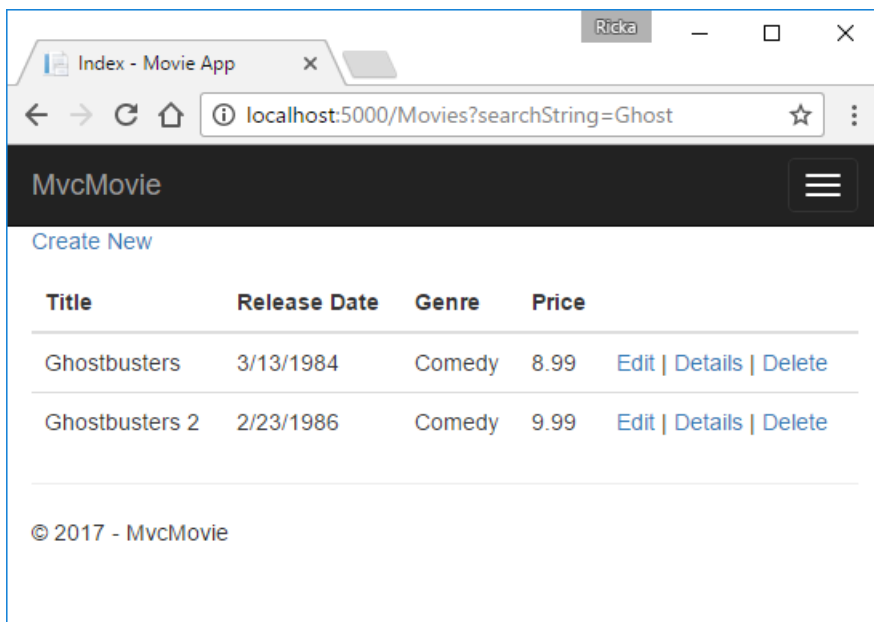 Ricka
Index - Movie App
localhost:5000/Movies?searchString=Ghost
MvcMovie
Create New
Title Release Date Genre Price
Ghostbusters 3/13/1984 Comedy 8.99 Edit | Details | Delete
Ghostbusters 2 2/23/1986 Comedy 9.99 Edit | Details | Delete
© 2017 - MvcMovie